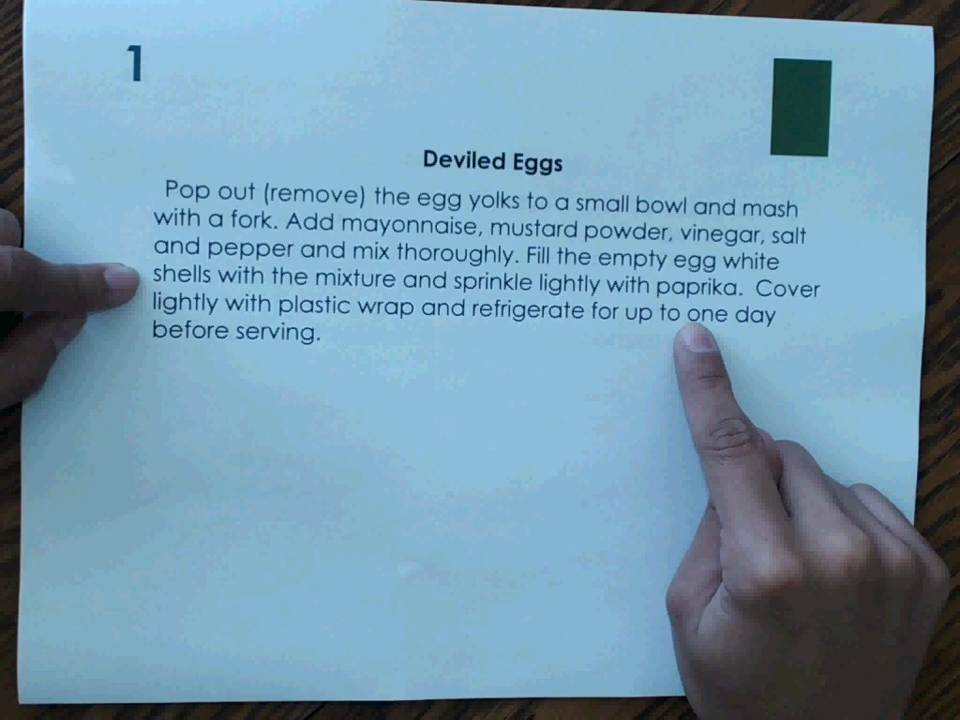 1
Deviled Eggs
Pop out (remove) the egg yolks to a small bowl and mash
with a fork. Add mayonnaise, mustard powder, vinegar, salt
and pepper and mix thoroughly. Fill the empty egg white
shells with the mixture and sprinkle lightly with paprika. Cover
lightly with plastic wrap and refrigerate for up to one day
before serving.